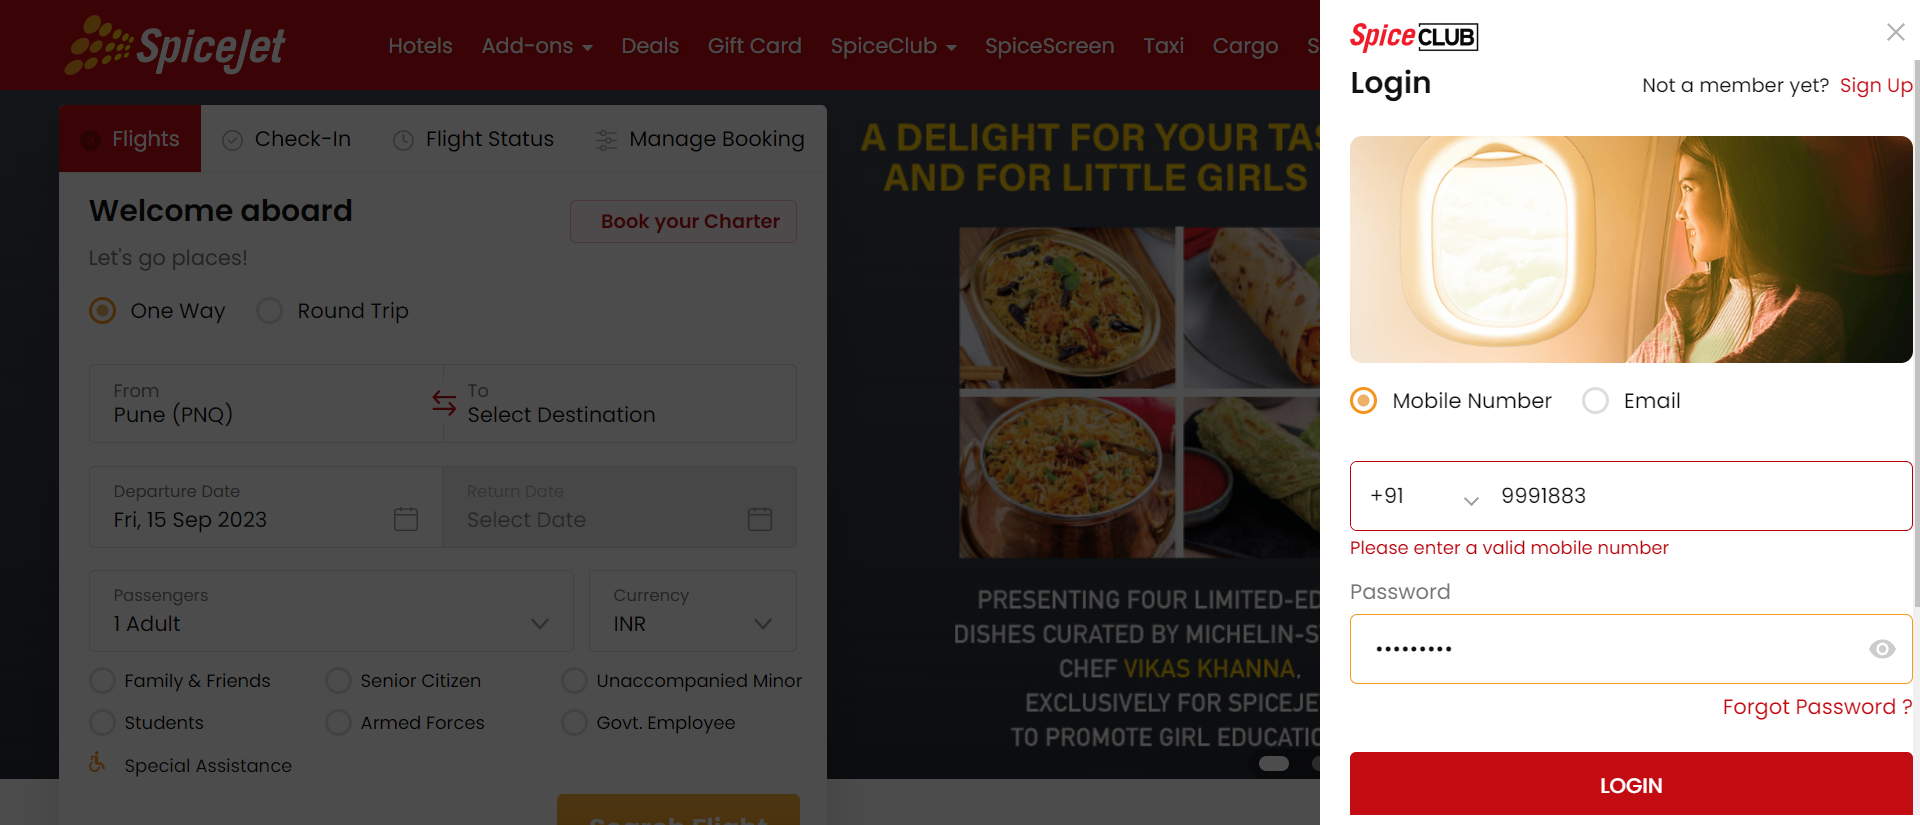 SpiceJet
Hotels Add-ons Deals Gift Card SpiceClub SpiceScreen Taxi Cargo S
Flights Check-In Flight Status Manage Booking
Welcome aboard
Book your Charter
Let's go places!
One Way Round Trip
From
Pune (PNQ)
To
Select Destination
Departure Date
Fri, 15 Sep 2023
Return Date
Select Date
Passengers
1 Adult
Currency
INR
Family & Friends Senior Citizen Unaccompanied Minor
Students Armed Forces Govt. Employee
Special Assistance
Search Flight
A DELIGHT FOR YOUR TAS
AND FOR LITTLE GIRLS
PRESENTING FOUR LIMITED-ED
DISHES CURATED BY MICHELIN-S
CHEF VIKAS KHANNA,
EXCLUSIVELY FOR SPICEJE
TO PROMOTE GIRL EDUCATIO
SpiceCLUB
Login
Not a member yet? Sign Up
Mobile Number Email
+91 9991883
Please enter a valid mobile number
Password
•••••••••
Forgot Password ?
LOGIN